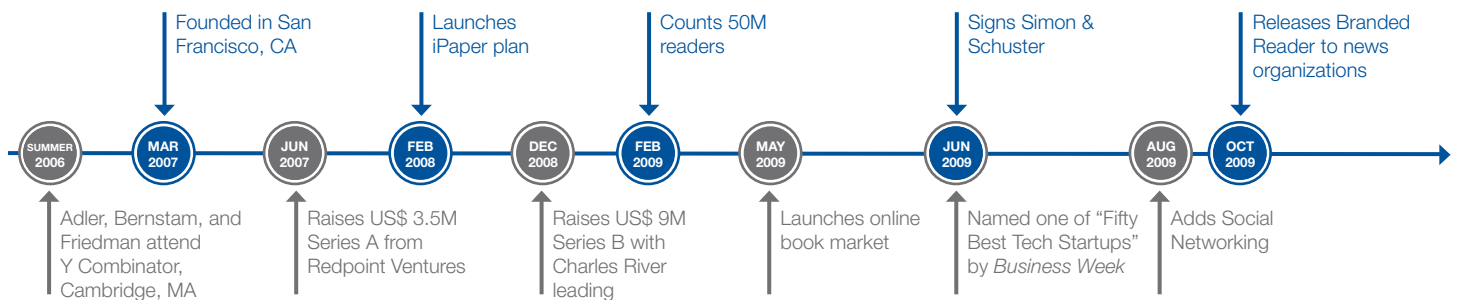 Founded in San
Francisco, CA
Launches
iPaper plan
Counts 50M
readers
Signs Simon &
Schuster
Releases Branded
Reader to news
organizations
SUMMER
2006
MAR
2007
JUN
2007
FEB
2008
DEC
2008
FEB
2009
MAY
2009
JUN
2009
AUG
2009
OCT
2009
Adler, Bernstam, and
Friedman attend
Y Combinator,
Cambridge, MA
Raises US$ 3.5M
Series A from
Redpoint Ventures
Raises US$ 9M
Series B with
Charles River
leading
Launches online
book market
Named one of “Fifty
Best Tech Startups”
by Business Week
Adds Social
Networking